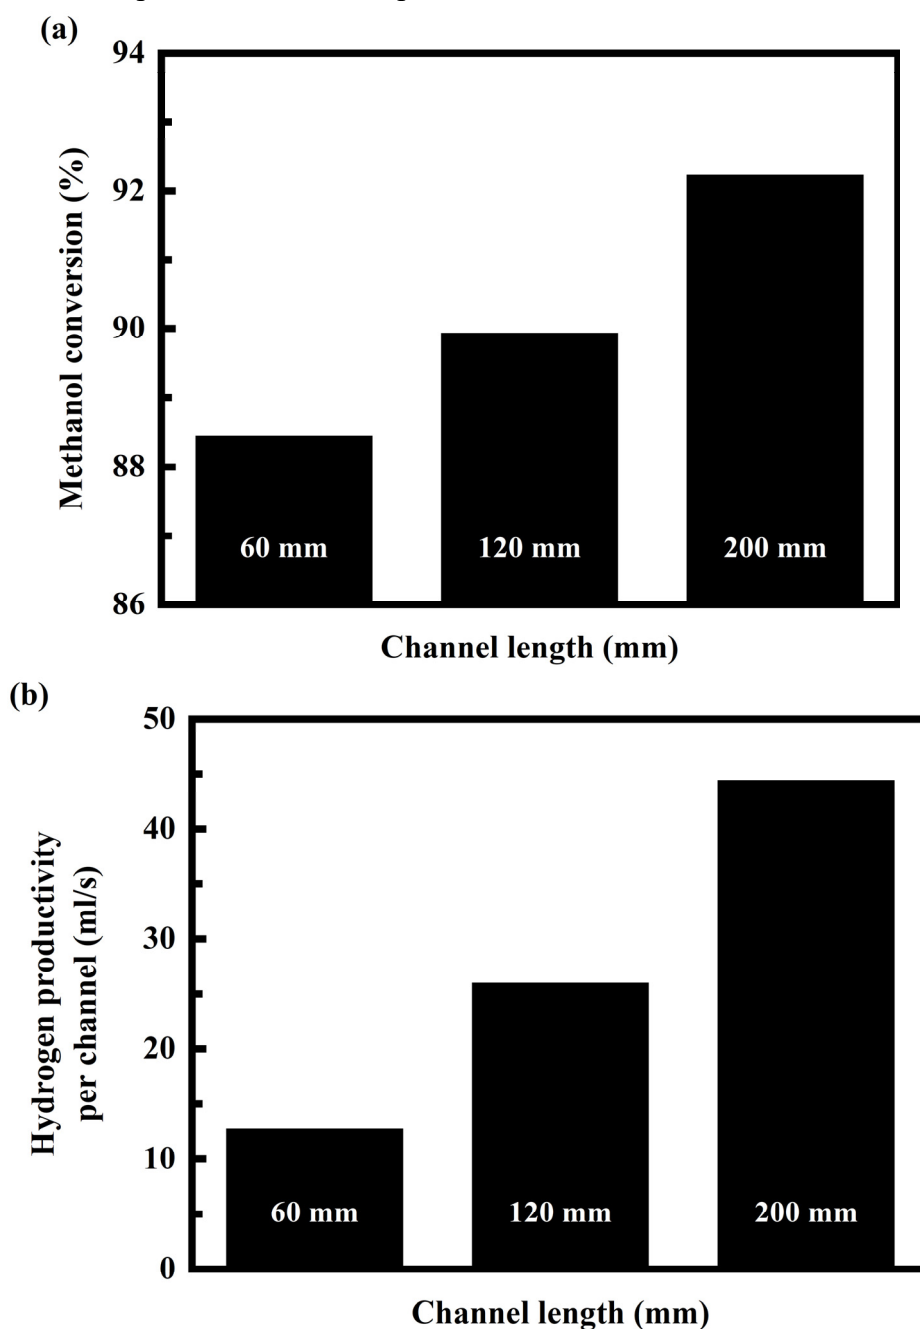 (a)
94
92
90
88
86
Methanol conversion (%)
60 mm
120 mm
200 mm
Channel length (mm)
(b)
50
40
30
20
10
0
Hydrogen productivity
per channel (ml/s)
60 mm
120 mm
200 mm
Channel length (mm)